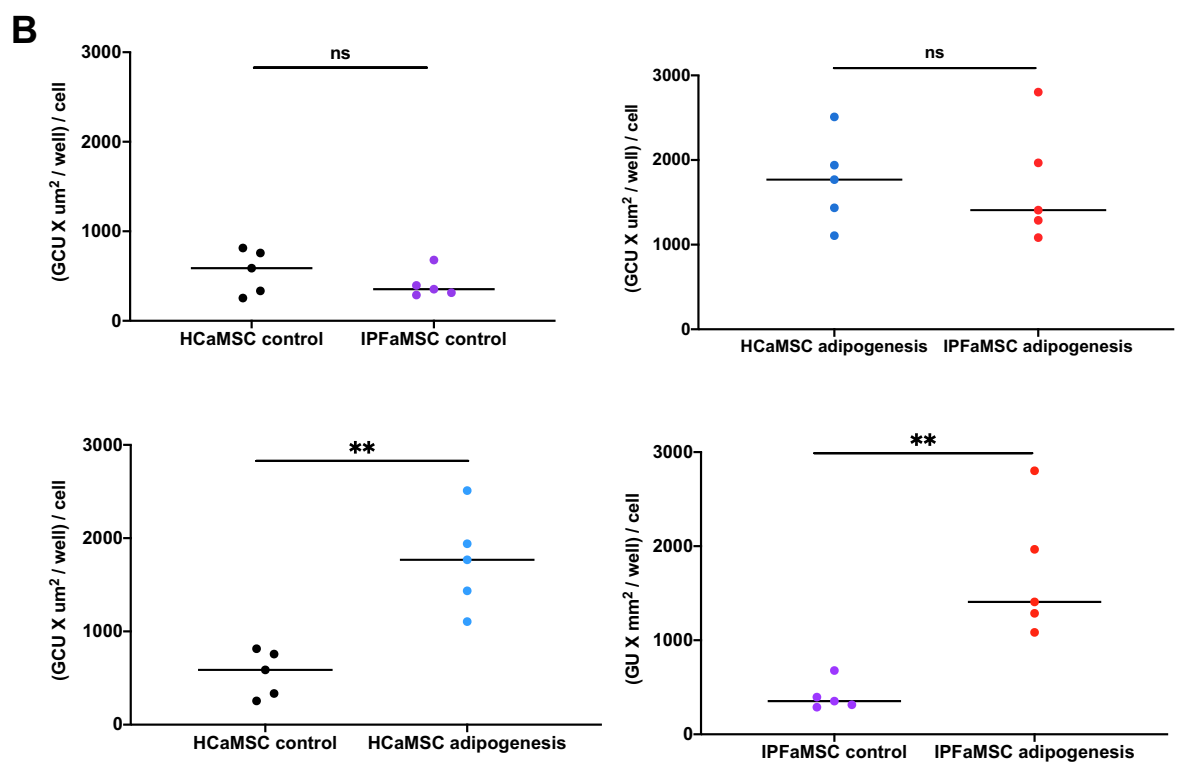 B
ns
3000
2000
1000
0
(GCU X um² / well) / cell
HCaMSC control
IPFaMSC control
ns
3000
2000
1000
0
(GCU X um² / well) / cell
HCaMSC adipogenesis
IPFaMSC adipogenesis
**
3000
2000
1000
0
(GCU X um² / well) / cell
HCaMSC control
HCaMSC adipogenesis
**
3000
2000
1000
0
(GU X mm² / well) / cell
IPFaMSC control
IPFaMSC adipogenesis